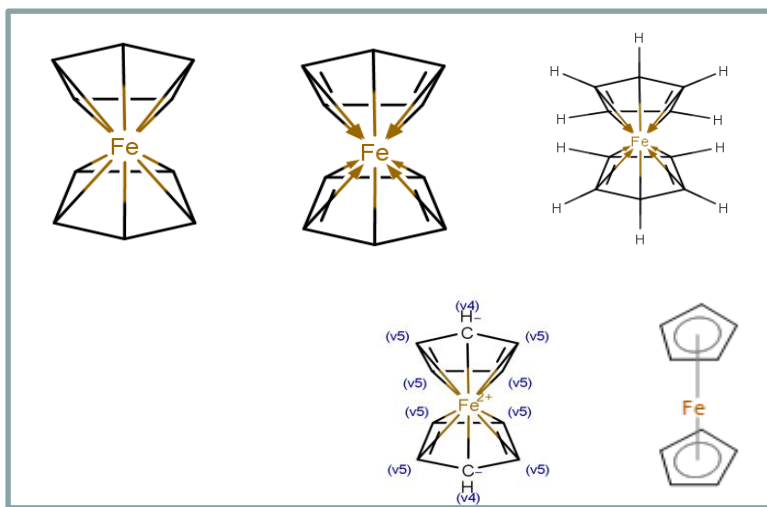 Fe
Fe
H
H H
H H
Fe
H H
H H
H
(v4)
H–
(v5) C (v5)
(v5) (v5)
Fe2+
(v5) (v5)
(v5) C– (v5)
H
(v4)
Fe